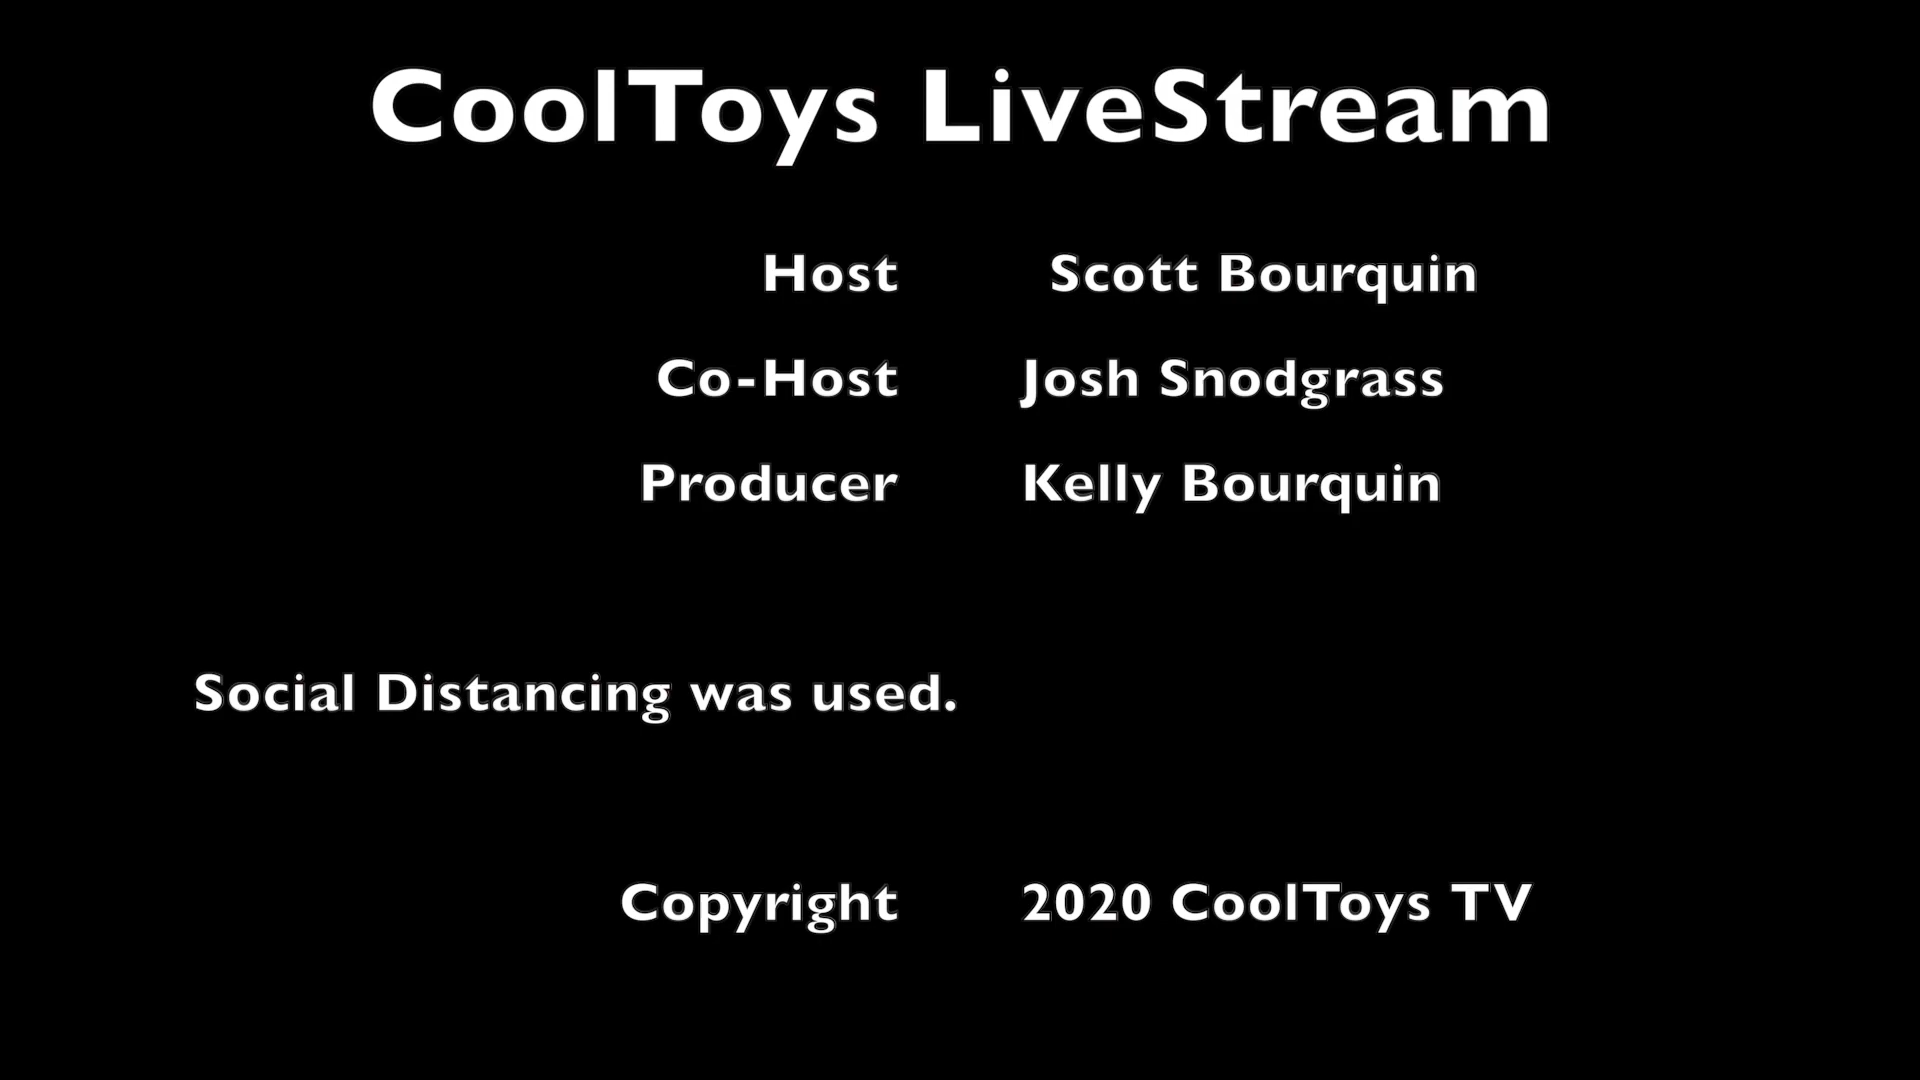 CoolToys LiveStream
Host Scott Bourquin
Co-Host Josh Snodgrass
Producer Kelly Bourquin
Social Distancing was used.
Copyright 2020 CoolToys TV